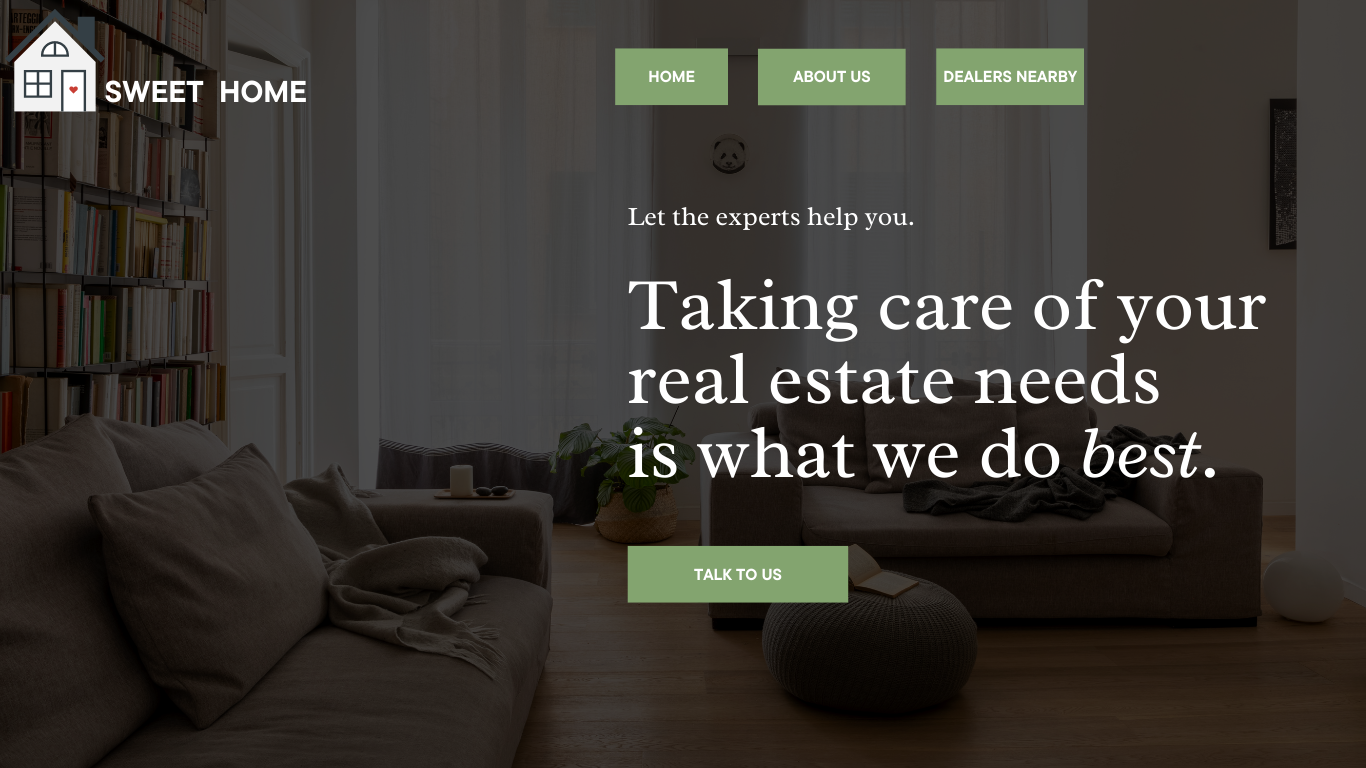 SWEET HOME
HOME
ABOUT US
DEALERS NEARBY
Let the experts help you.
Taking care of your
real estate needs
is what we do best.
TALK TO US